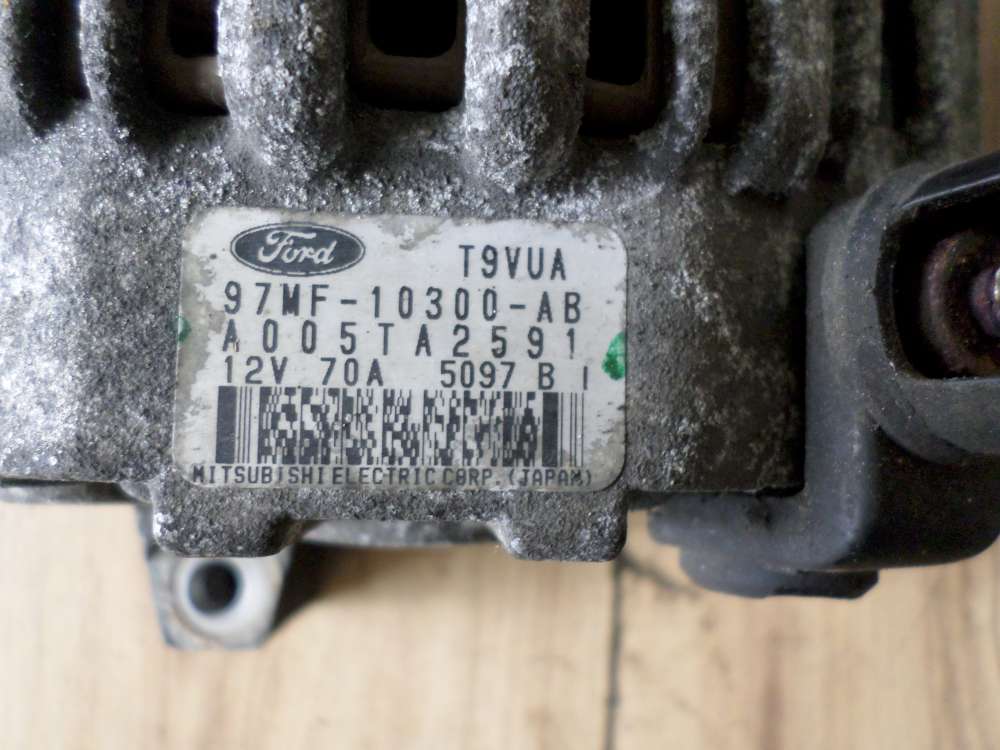 Ford T9VUA
97MF-10300-AB
A005TA2591
12V 70A 5097 B I
MITSUBISHI ELECTRIC CORP. (JAPAN)